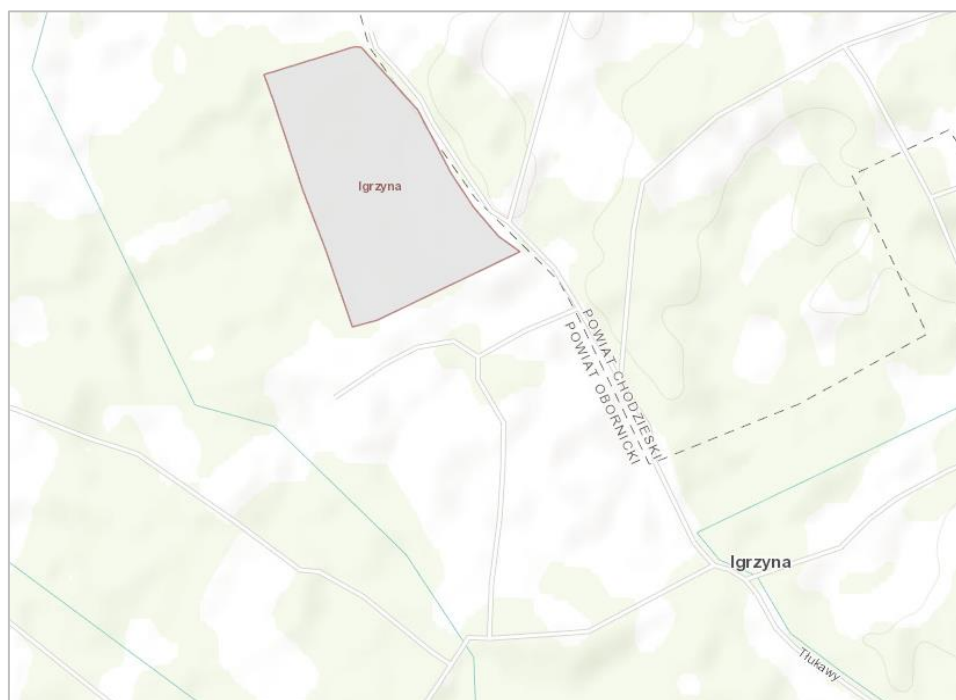 Igrzyna
POWIAT CHODZIESKI
POWIAT OBORNICKI
Igrzyna
Tłukawy